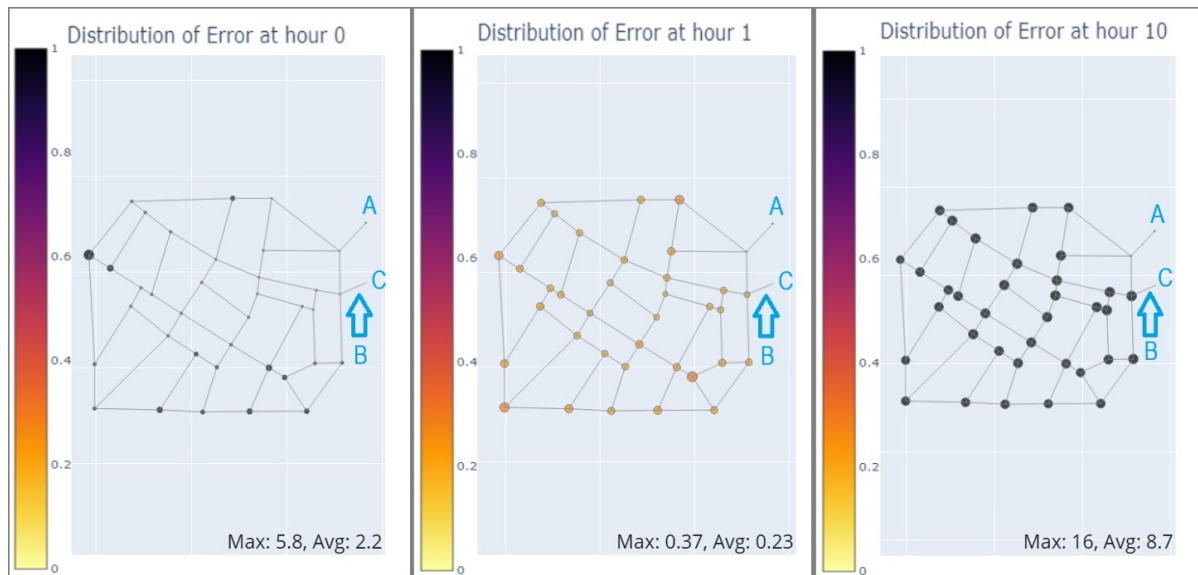 Distribution of Error at hour 0
1
0.8
0.6
0.4
0.2
0
A
C
B
Max: 5.8, Avg: 2.2
Distribution of Error at hour 1
1
0.8
0.6
0.4
0.2
0
A
C
B
Max: 0.37, Avg: 0.23
Distribution of Error at hour 10
1
0.8
0.6
0.4
0.2
0
A
C
B
Max: 16, Avg: 8.7